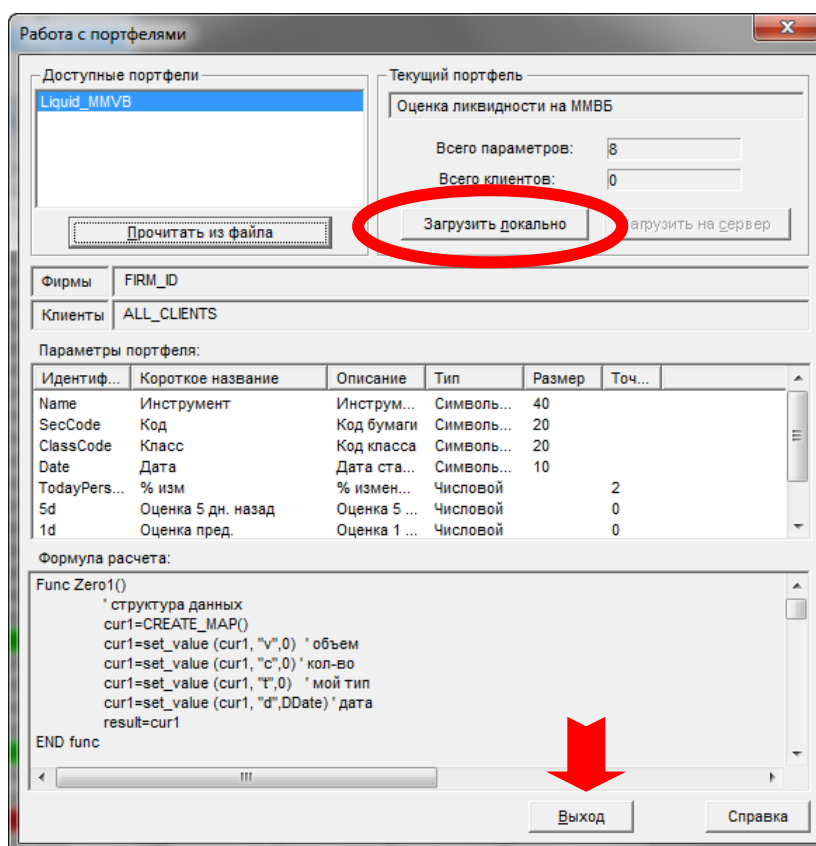 Работа с портфелями
Доступные портфели
Liquid_MMVB
Прочитать из файла
Текущий портфель
Оценка ликвидности на ММВБ
Всего параметров: 8
Всего клиентов: 0
Загрузить локально
агрузить на сервер
Фирмы FIRM_ID
Клиенты ALL_CLIENTS
Параметры портфеля:
Идентиф... Короткое название Описание Тип Размер Точ...
Name Инструмент Инструм... Символь... 40
SecCode Код Код бумаги Символь... 20
ClassCode Класс Код класса Символь... 20
Date Дата Дата ста... Символь... 10
TodayPers... % изм % измен... Числовой 2
5d Оценка 5 дн. назад Оценка 5 ... Числовой 0
1d Оценка пред. Оценка 1 ... Числовой 0
Формула расчета:
Func Zero1()
' структура данных
cur1=CREATE_MAP()
cur1=set_value (cur1, "v",0) ' объем
cur1=set_value (cur1, "c",0) ' кол-во
cur1=set_value (cur1, "t",0) ' мой тип
cur1=set_value (cur1, "d",DDate) ' дата
result=cur1
END func
Выход
Справка